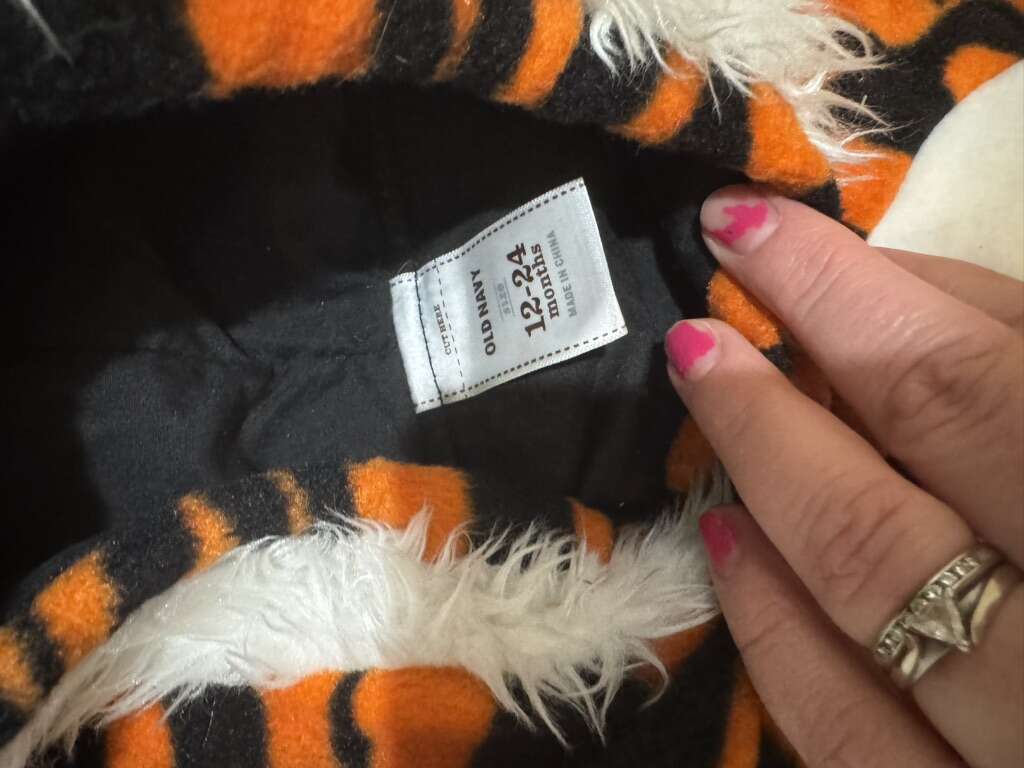 CUT HERE
OLD NAVY
size
12-24
months
MADE IN CHINA